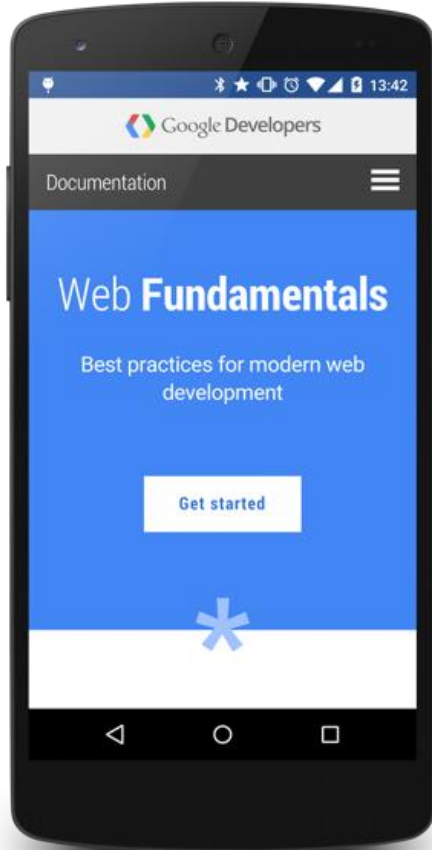 13:42
Google Developers
Documentation
Web Fundamentals
Best practices for modern web
development
Get started
*